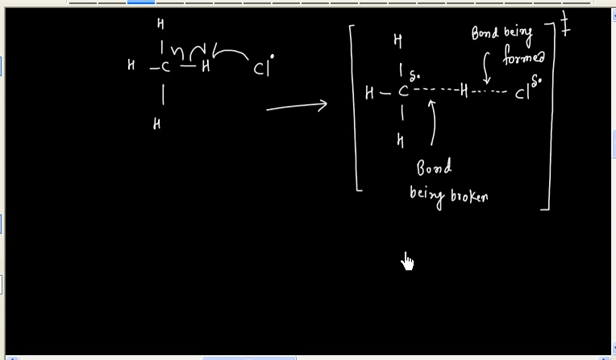 H
H – C – H Cl•
H
H
H – C δ• ------ H ------ Cl δ•
H
‡
Bond being
formed
Bond
being broken